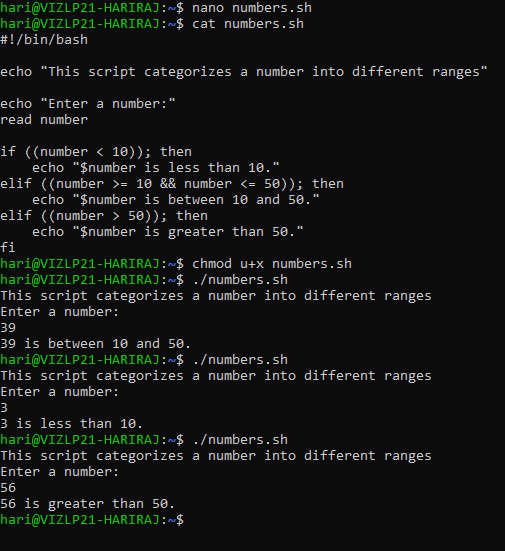 hari@VIZLP21-HARIRAJ:~$ nano numbers.sh
hari@VIZLP21-HARIRAJ:~$ cat numbers.sh
#!/bin/bash

echo "This script categorizes a number into different ranges"

echo "Enter a number:"
read number

if ((number < 10)); then
    echo "$number is less than 10."
elif ((number >= 10 && number <= 50)); then
    echo "$number is between 10 and 50."
elif ((number > 50)); then
    echo "$number is greater than 50."
fi
hari@VIZLP21-HARIRAJ:~$ chmod u+x numbers.sh
hari@VIZLP21-HARIRAJ:~$ ./numbers.sh
This script categorizes a number into different ranges
Enter a number:
39
39 is between 10 and 50.
hari@VIZLP21-HARIRAJ:~$ ./numbers.sh
This script categorizes a number into different ranges
Enter a number:
3
3 is less than 10.
hari@VIZLP21-HARIRAJ:~$ ./numbers.sh
This script categorizes a number into different ranges
Enter a number:
56
56 is greater than 50.
hari@VIZLP21-HARIRAJ:~$